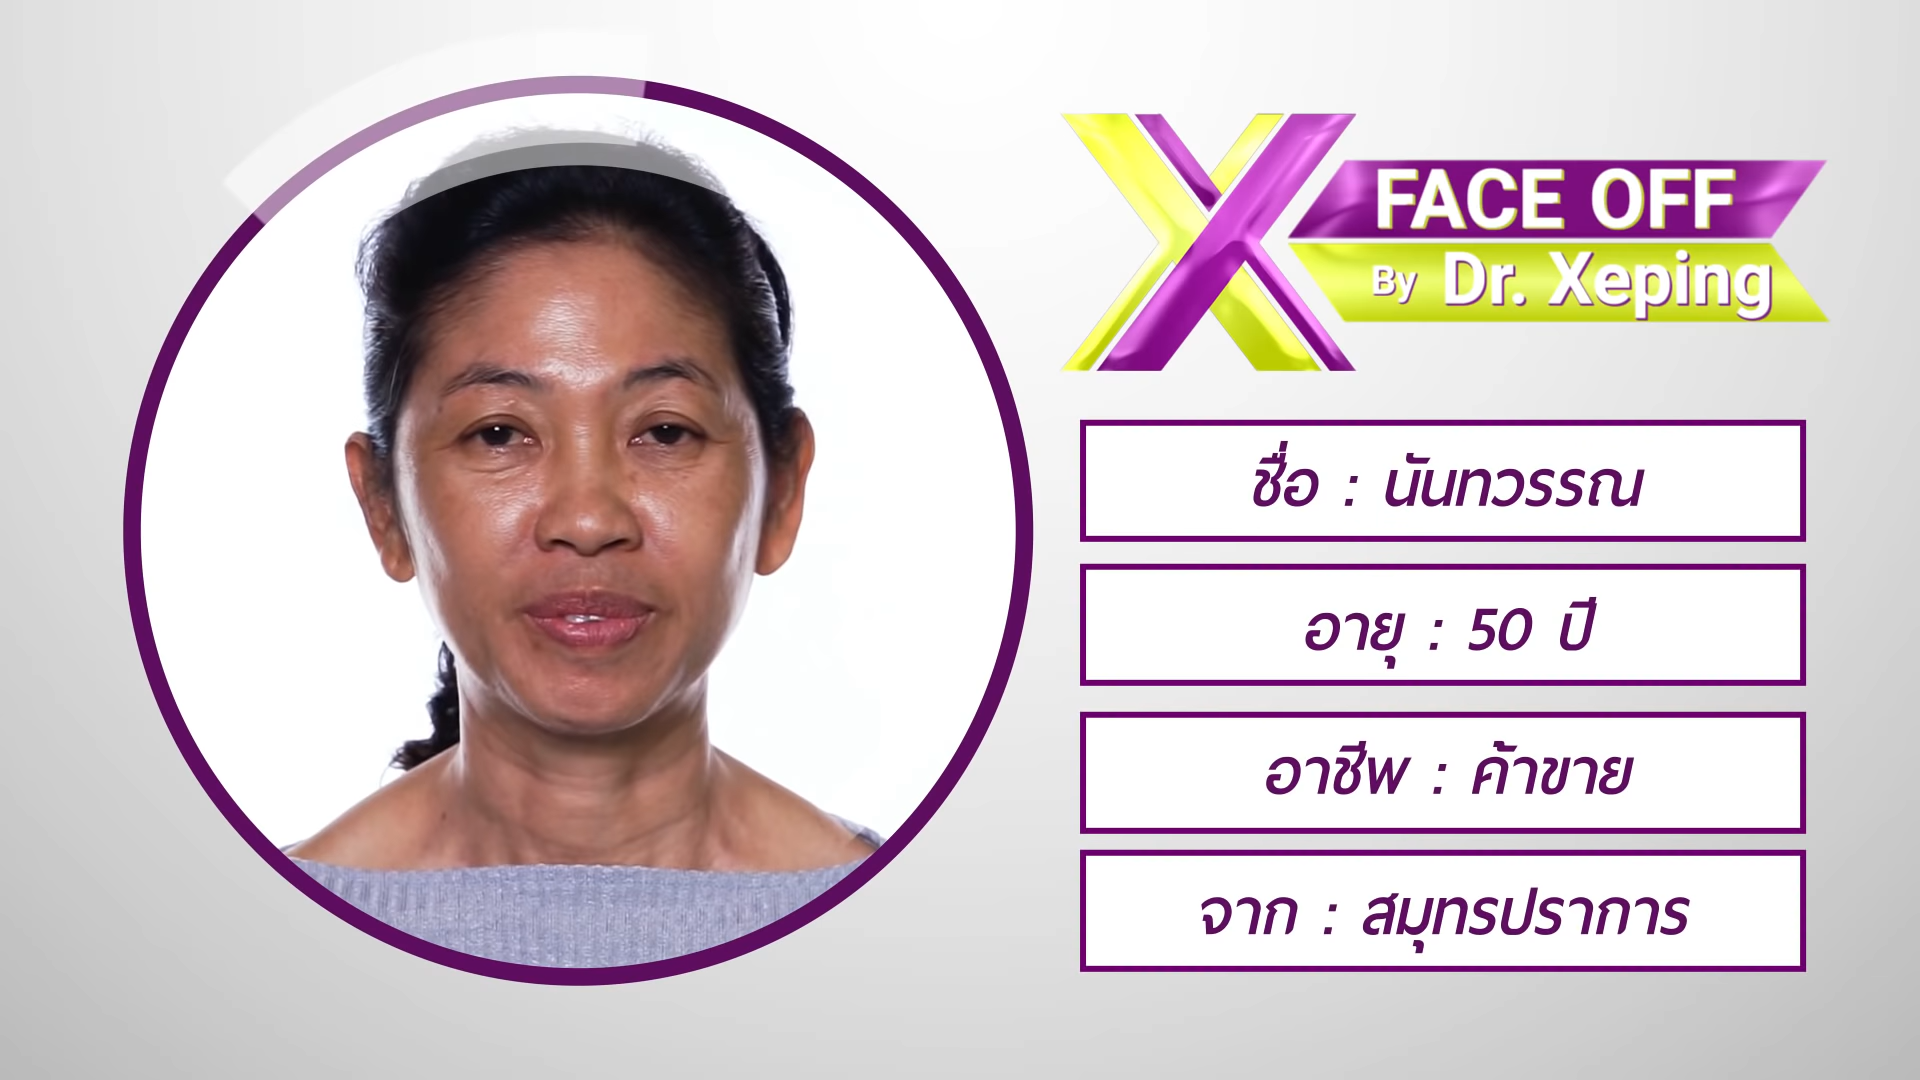 X
FACE OFF
By Dr. Xeping
ชื่อ : นันทวรรณ
อายุ : 50 ปี
อาชีพ : ค้าขาย
จาก : สมุทรปราการ